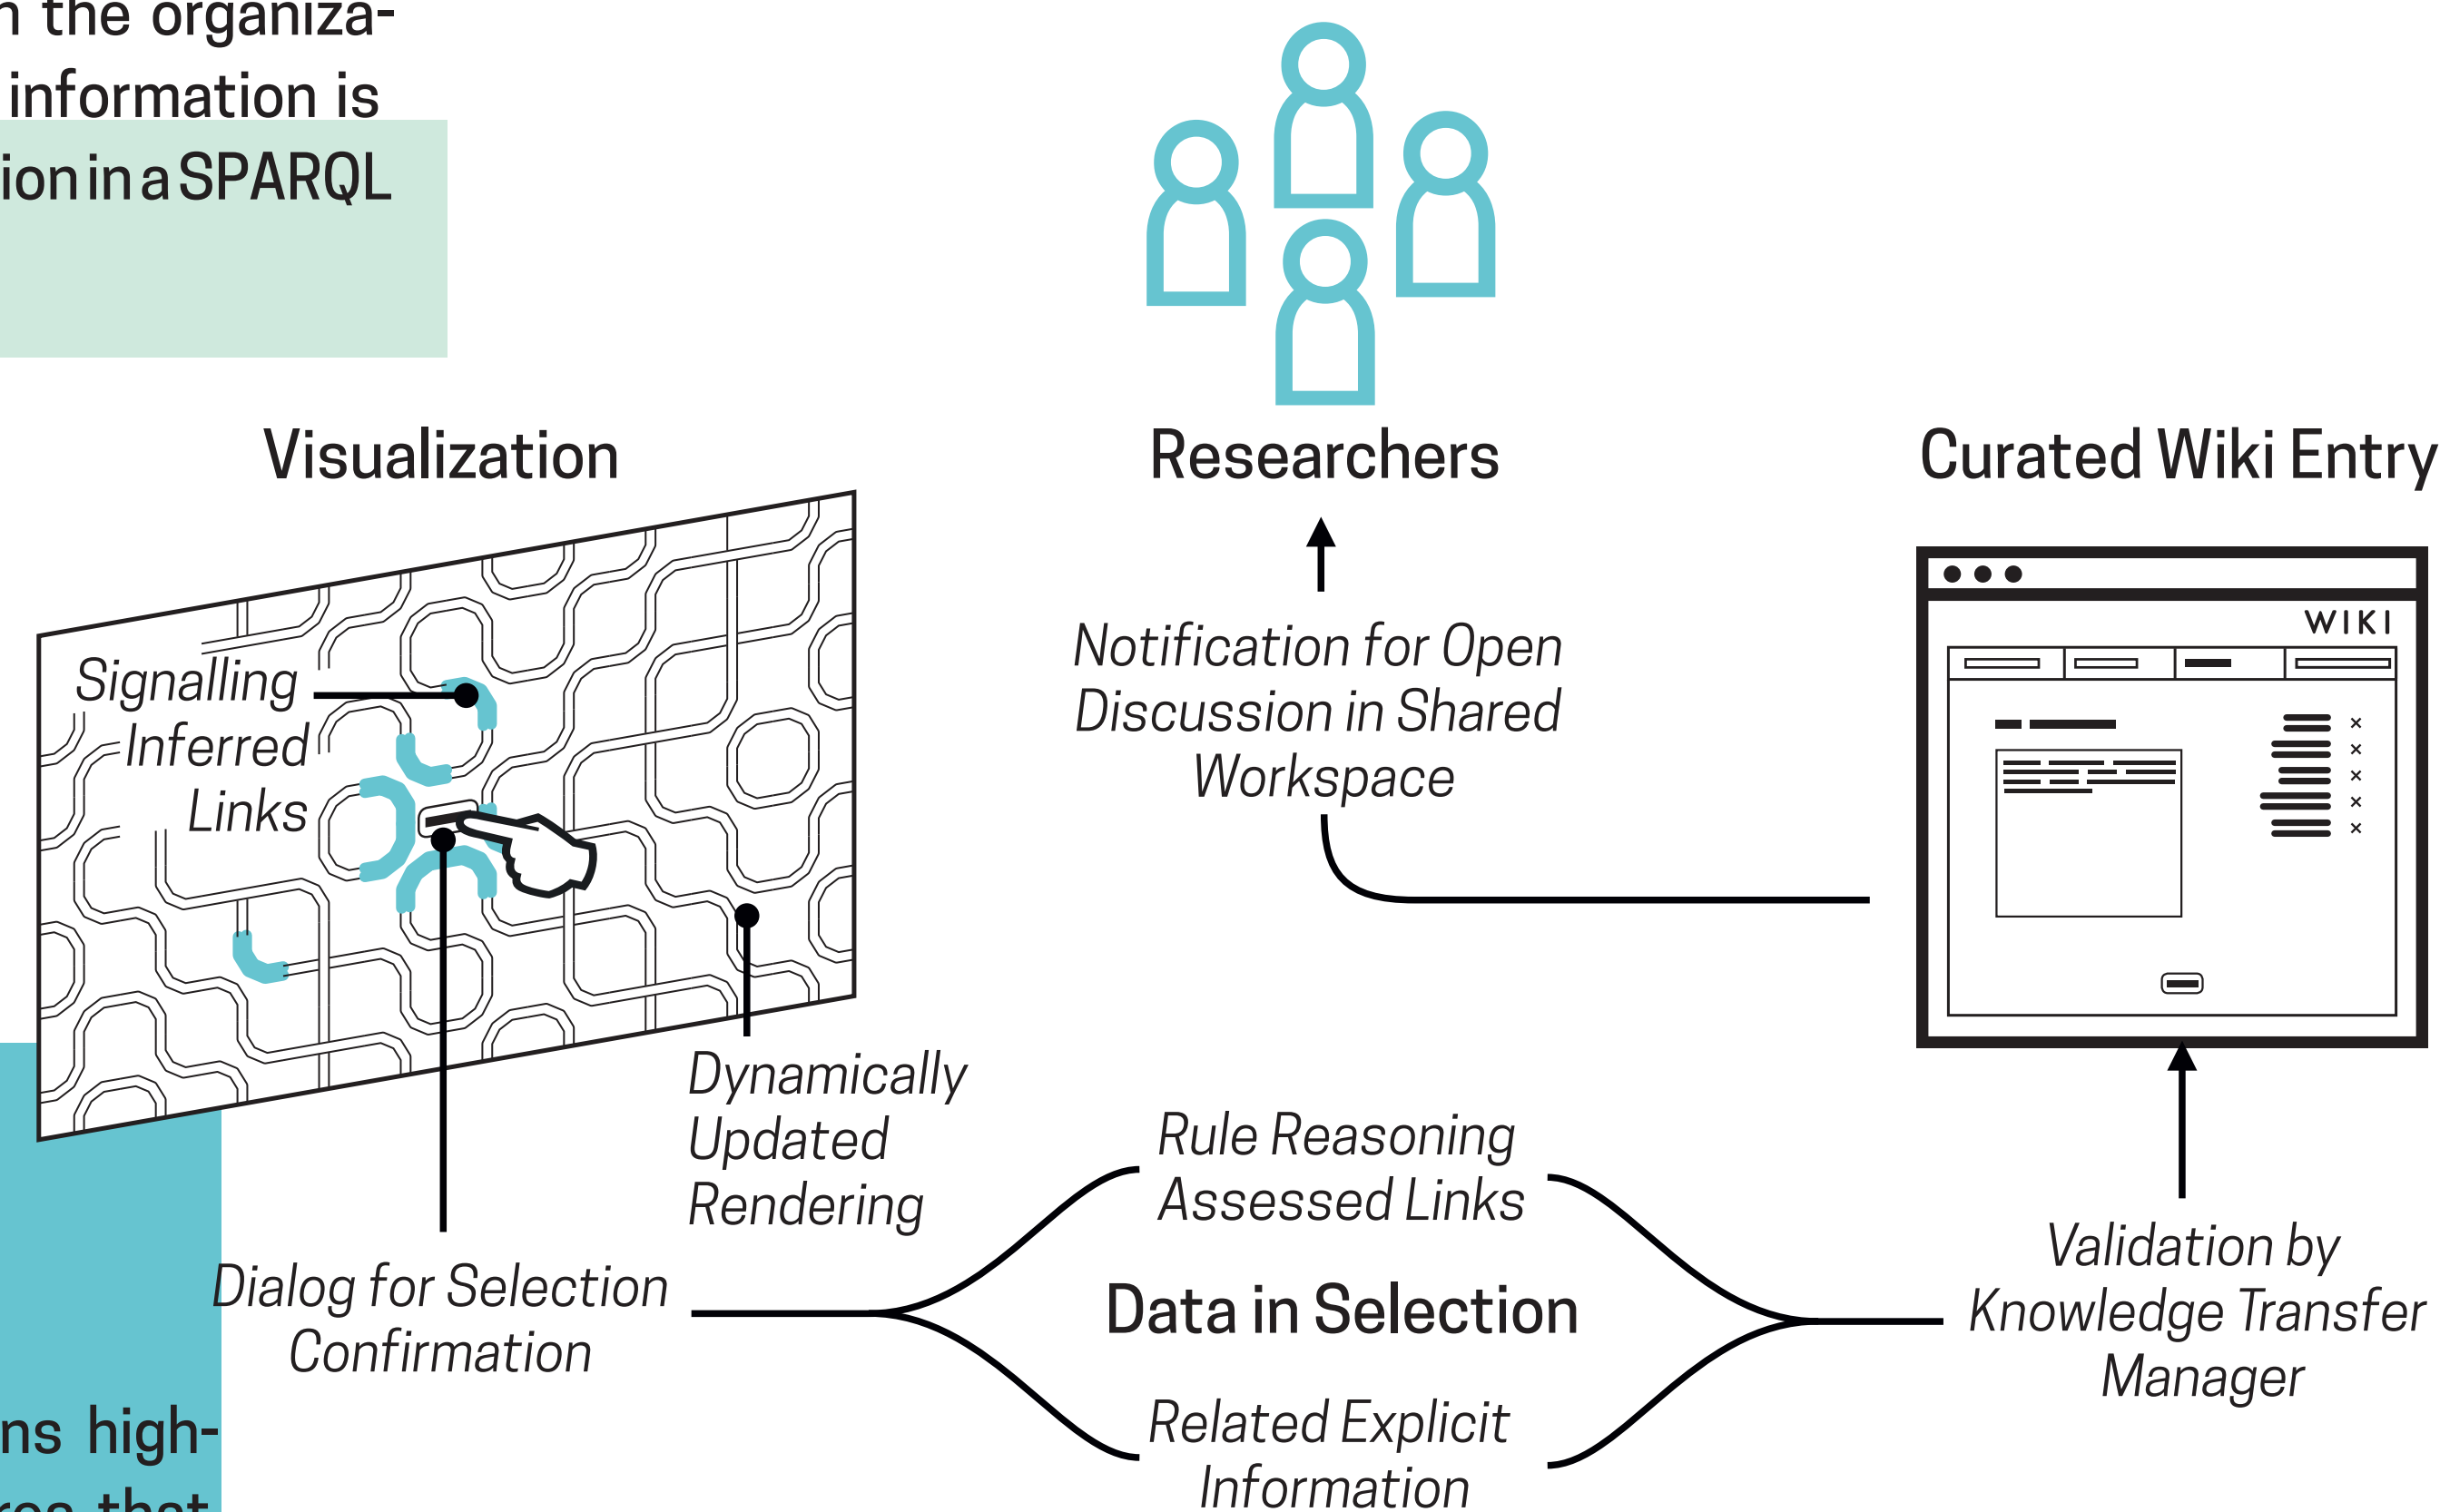 the organiza-
information is
in a SPARQL
Visualization
Researchers
Curated Wiki Entry
WIKI
Signalling
Inferred
Links
Notification for Open
Discussion in Shared
Workspace
Dynamically
Updated
Rendering
Dialog for Selection
Confirmation
Rule Reasoning
Assessed Links
Data in Selection
Related Explicit
Information
Validation by
Knowledge Transfer
Manager
high-
that